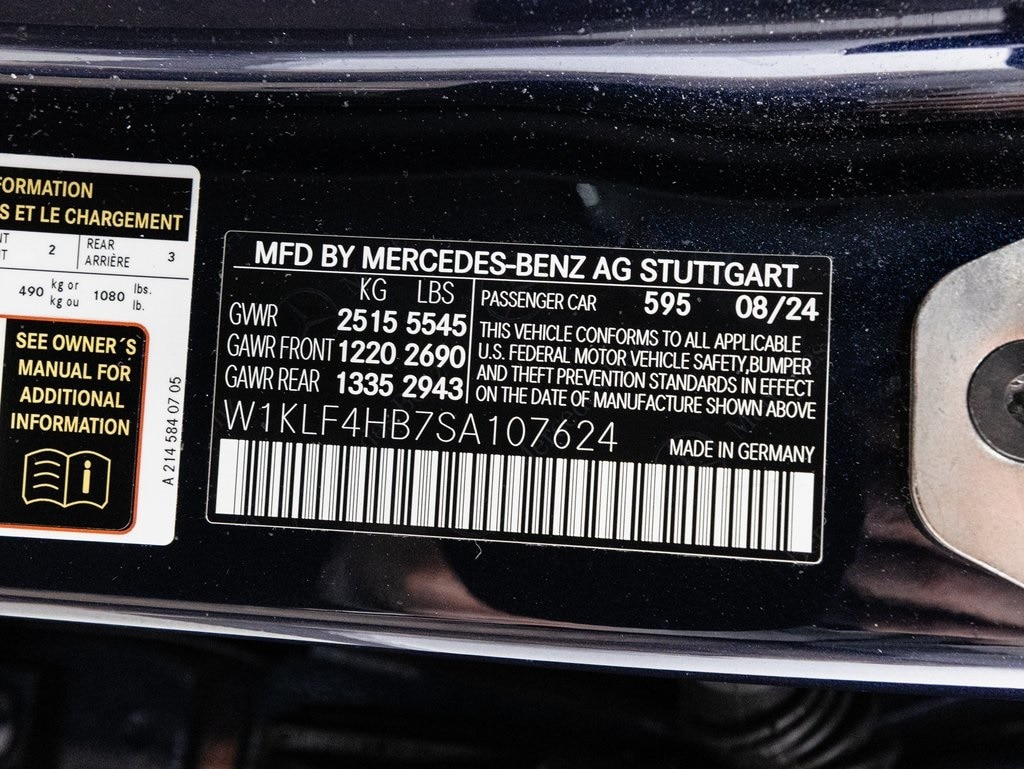 FORMATION
S ET LE CHARGEMENT
2 REAR
ARRIÈRE 3
490 kg or
kg ou 1080 lbs.
lb.
SEE OWNER´S
MANUAL FOR
ADDITIONAL
INFORMATION
A 214 584 07 05
MFD BY MERCEDES-BENZ AG STUTTGART
KG LBS
GVWR 2515 5545
GAWR FRONT 1220 2690
GAWR REAR 1335 2943
PASSENGER CAR 595 08/24
THIS VEHICLE CONFORMS TO ALL APPLICABLE
U.S. FEDERAL MOTOR VEHICLE SAFETY,BUMPER
AND THEFT PREVENTION STANDARDS IN EFFECT
ON THE DATE OF MANUFACTURE SHOWN ABOVE
W1KLF4HB7SA107624
MADE IN GERMANY